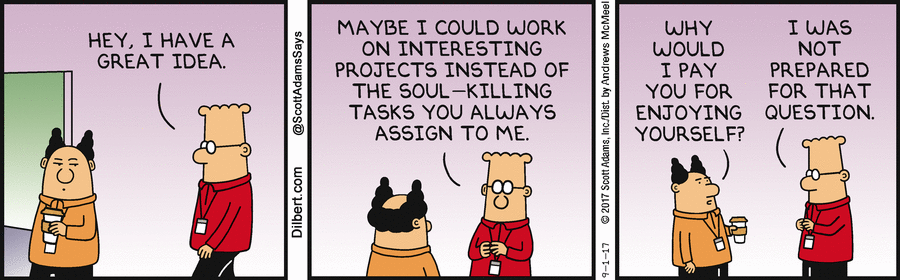 HEY, I HAVE A
GREAT IDEA.
Dilbert.com @ScottAdamsSays
MAYBE I COULD WORK
ON INTERESTING
PROJECTS INSTEAD OF
THE SOUL-KILLING
TASKS YOU ALWAYS
ASSIGN TO ME.
9-1-17 © 2017 Scott Adams, Inc./Dist. by Andrews McMeel
WHY
WOULD
I PAY
YOU FOR
ENJOYING
YOURSELF?
I WAS
NOT
PREPARED
FOR THAT
QUESTION.